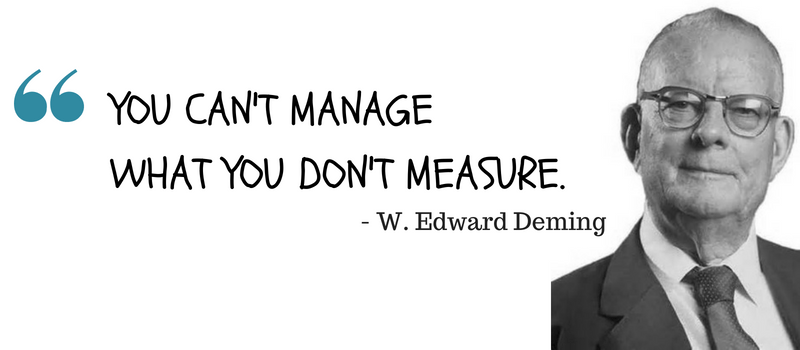 YOU CAN'T MANAGE
WHAT YOU DON'T MEASURE.
- W. Edward Deming